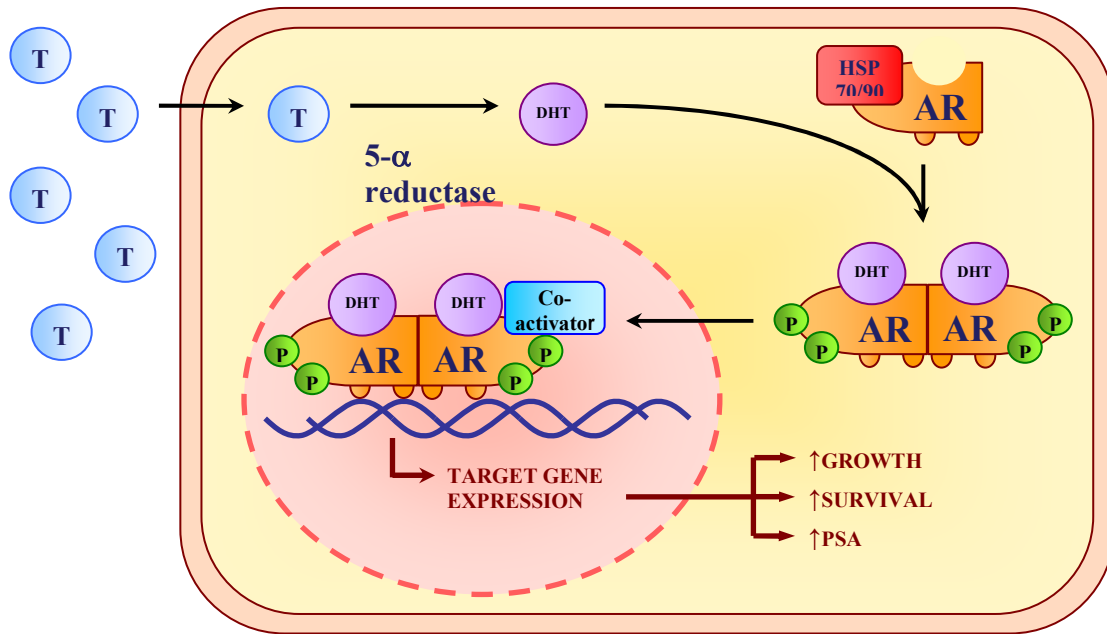 T
T
T
T
T
T
T
DHT
5-α
reductase
HSP
70/90
AR
DHT
DHT
AR
AR
P
P
P
P
DHT
DHT
Co-
activator
AR
AR
P
P
P
P
TARGET GENE
EXPRESSION
↑GROWTH
↑SURVIVAL
↑PSA